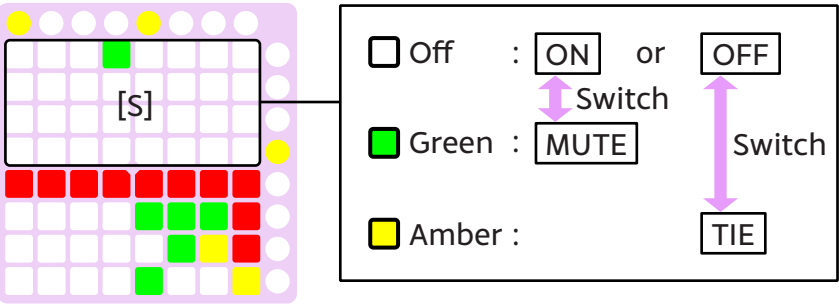 [S]
Off : ON or OFF
Switch
Green : MUTE
Switch
Amber : TIE